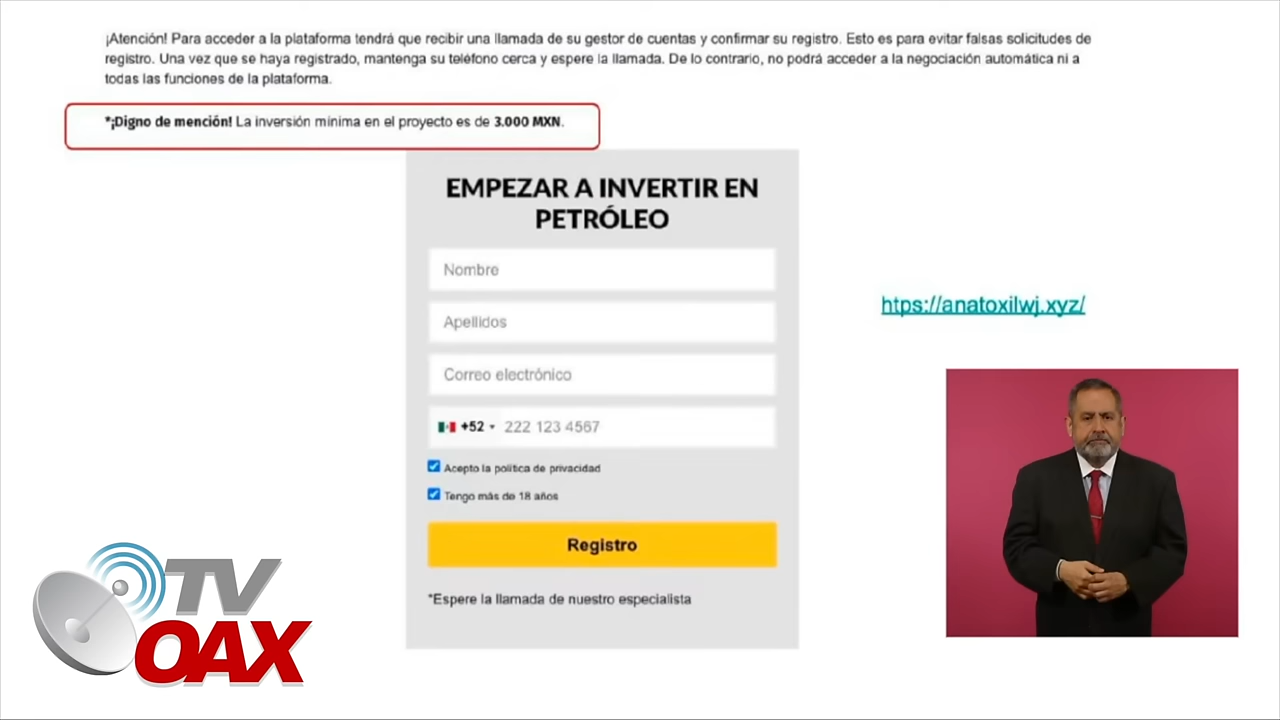 ¡Atención! Para acceder a la plataforma tendrá que recibir una llamada de su gestor de cuentas y confirmar su registro. Esto es para evitar falsas solicitudes de
registro. Una vez que se haya registrado, mantenga su teléfono cerca y espere la llamada. De lo contrario, no podrá acceder a la negociación automática ni a
todas las funciones de la plataforma.
*¡Digno de mención! La inversión mínima en el proyecto es de 3.000 MXN.
EMPEZAR A INVERTIR EN
PETRÓLEO
Nombre
Apellidos
Correo electrónico
+52 222 123 4567
Acepto la política de privacidad
Tengo más de 18 años
Registro
*Espere la llamada de nuestro especialista
htps://anatoxilwj.xyz/
TV
OAX